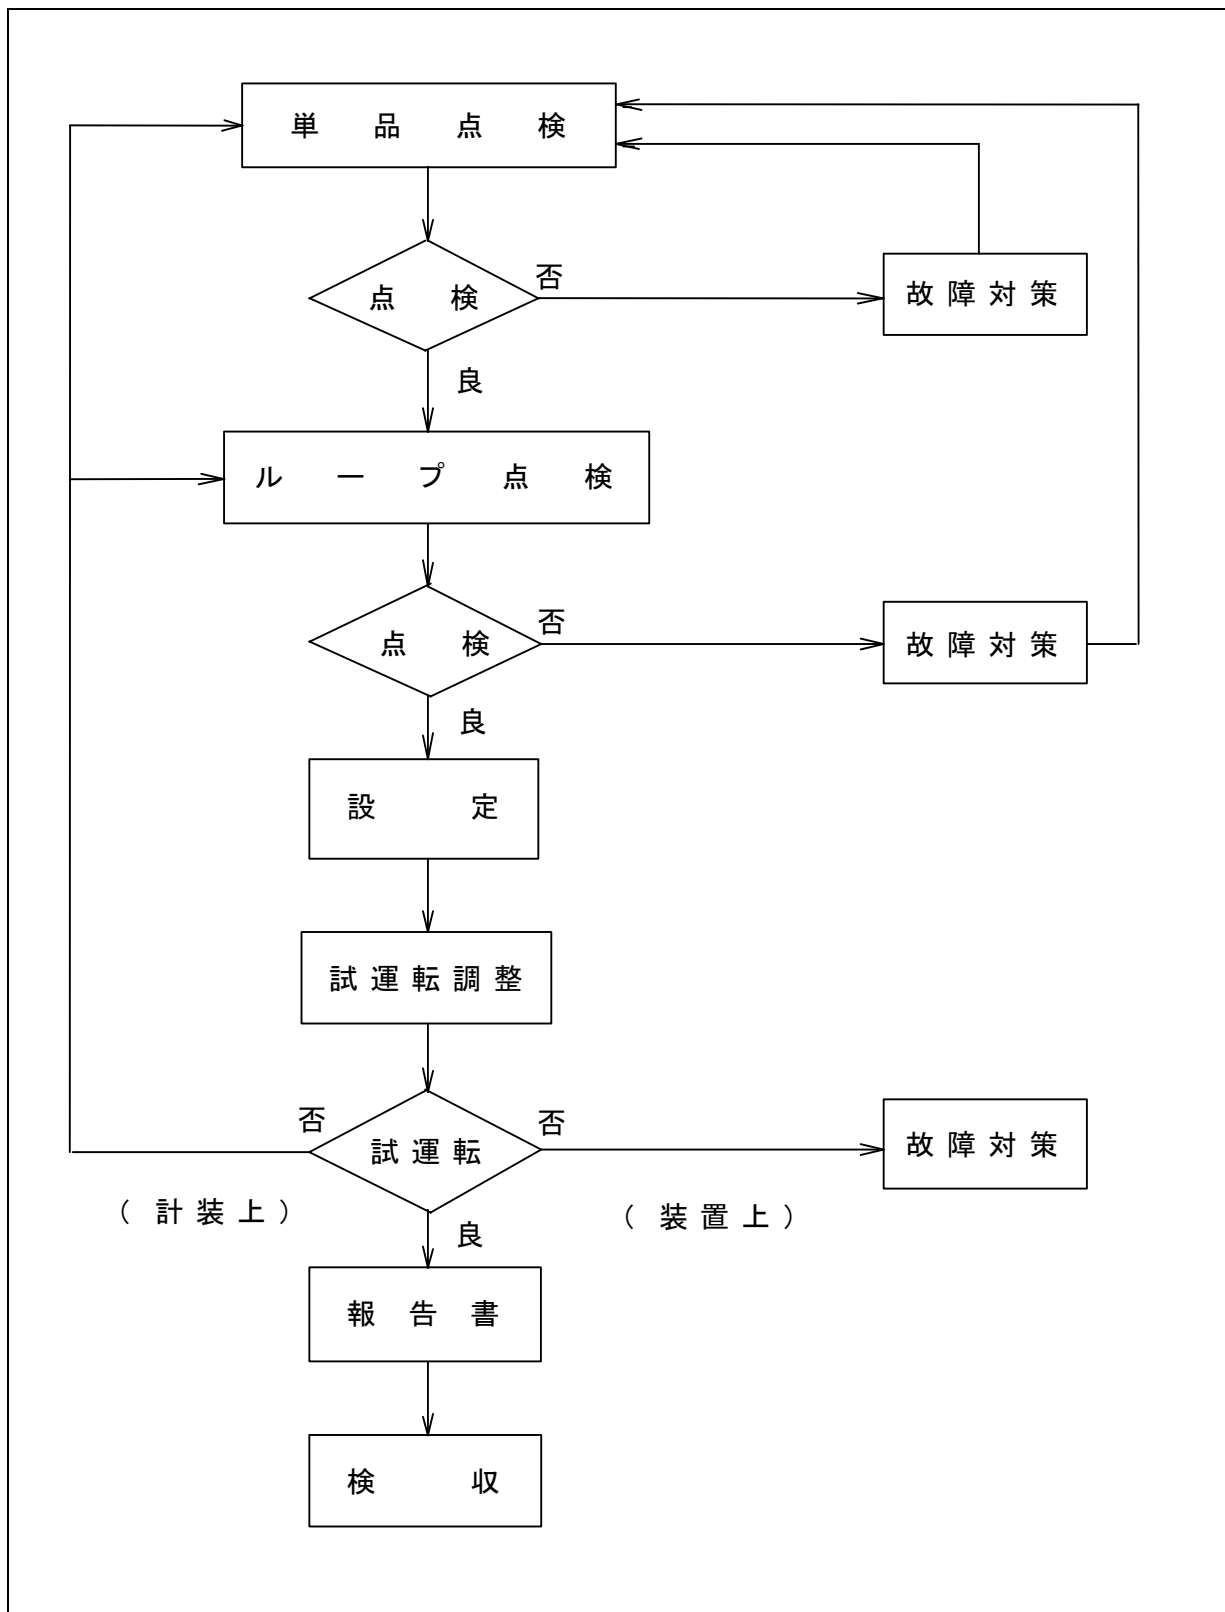 単品点検
点検
否
故障対策
良
ループ点検
点検
否
故障対策
良
設定
試運転調整
否
試運転
否
故障対策
（計装上）
（装置上）
良
報告書
検収